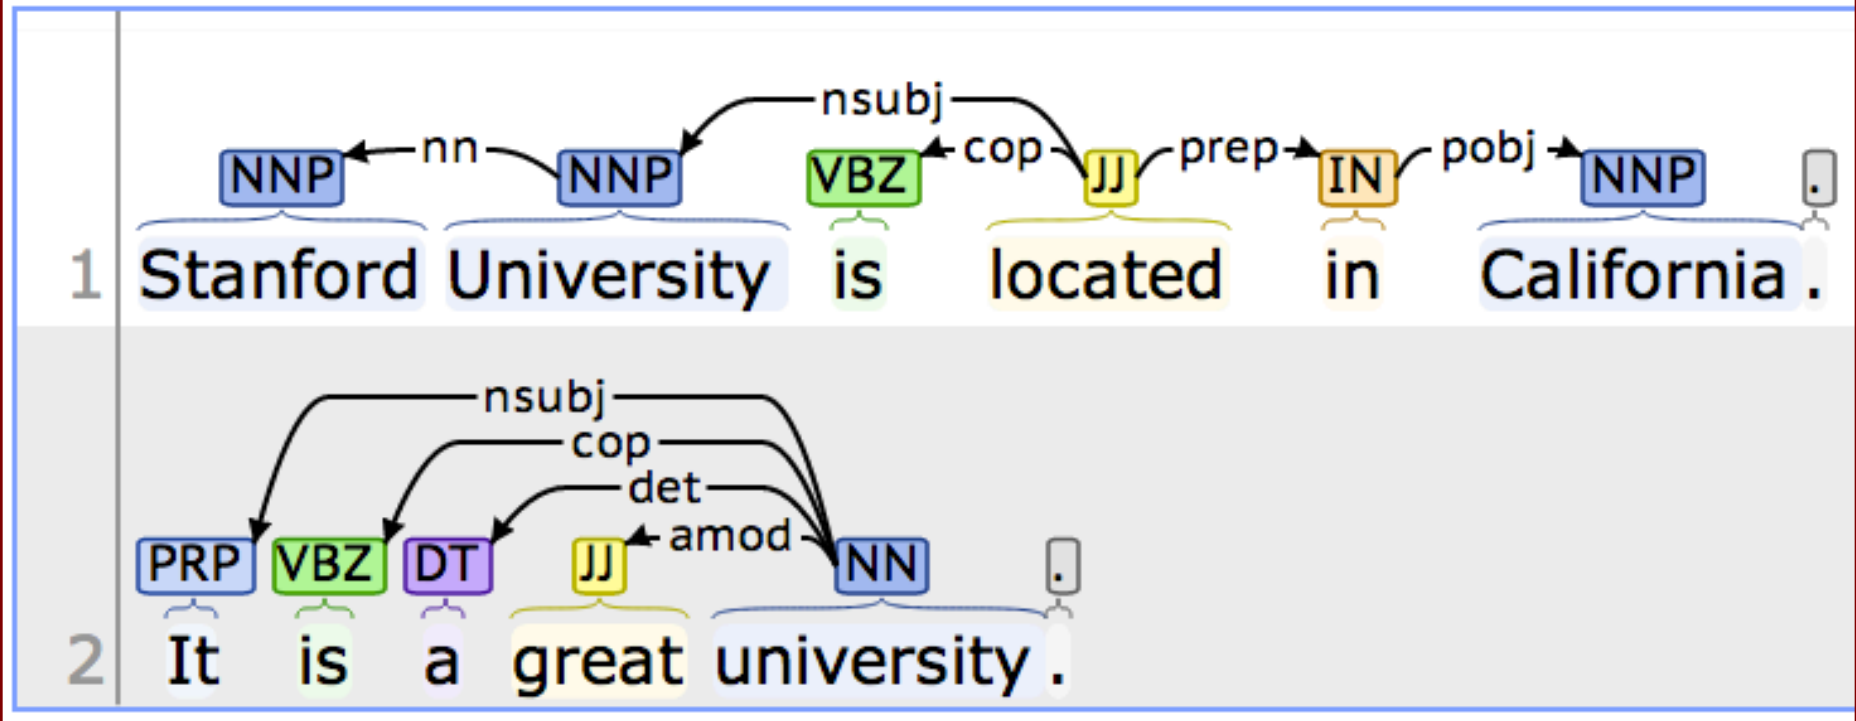 nsubj
nn cop prep pobj
NNP NNP VBZ JJ IN NNP .
1 Stanford University is located in California .
nsubj
cop
det
amod
PRP VBZ DT JJ NN .
2 It is a great university .